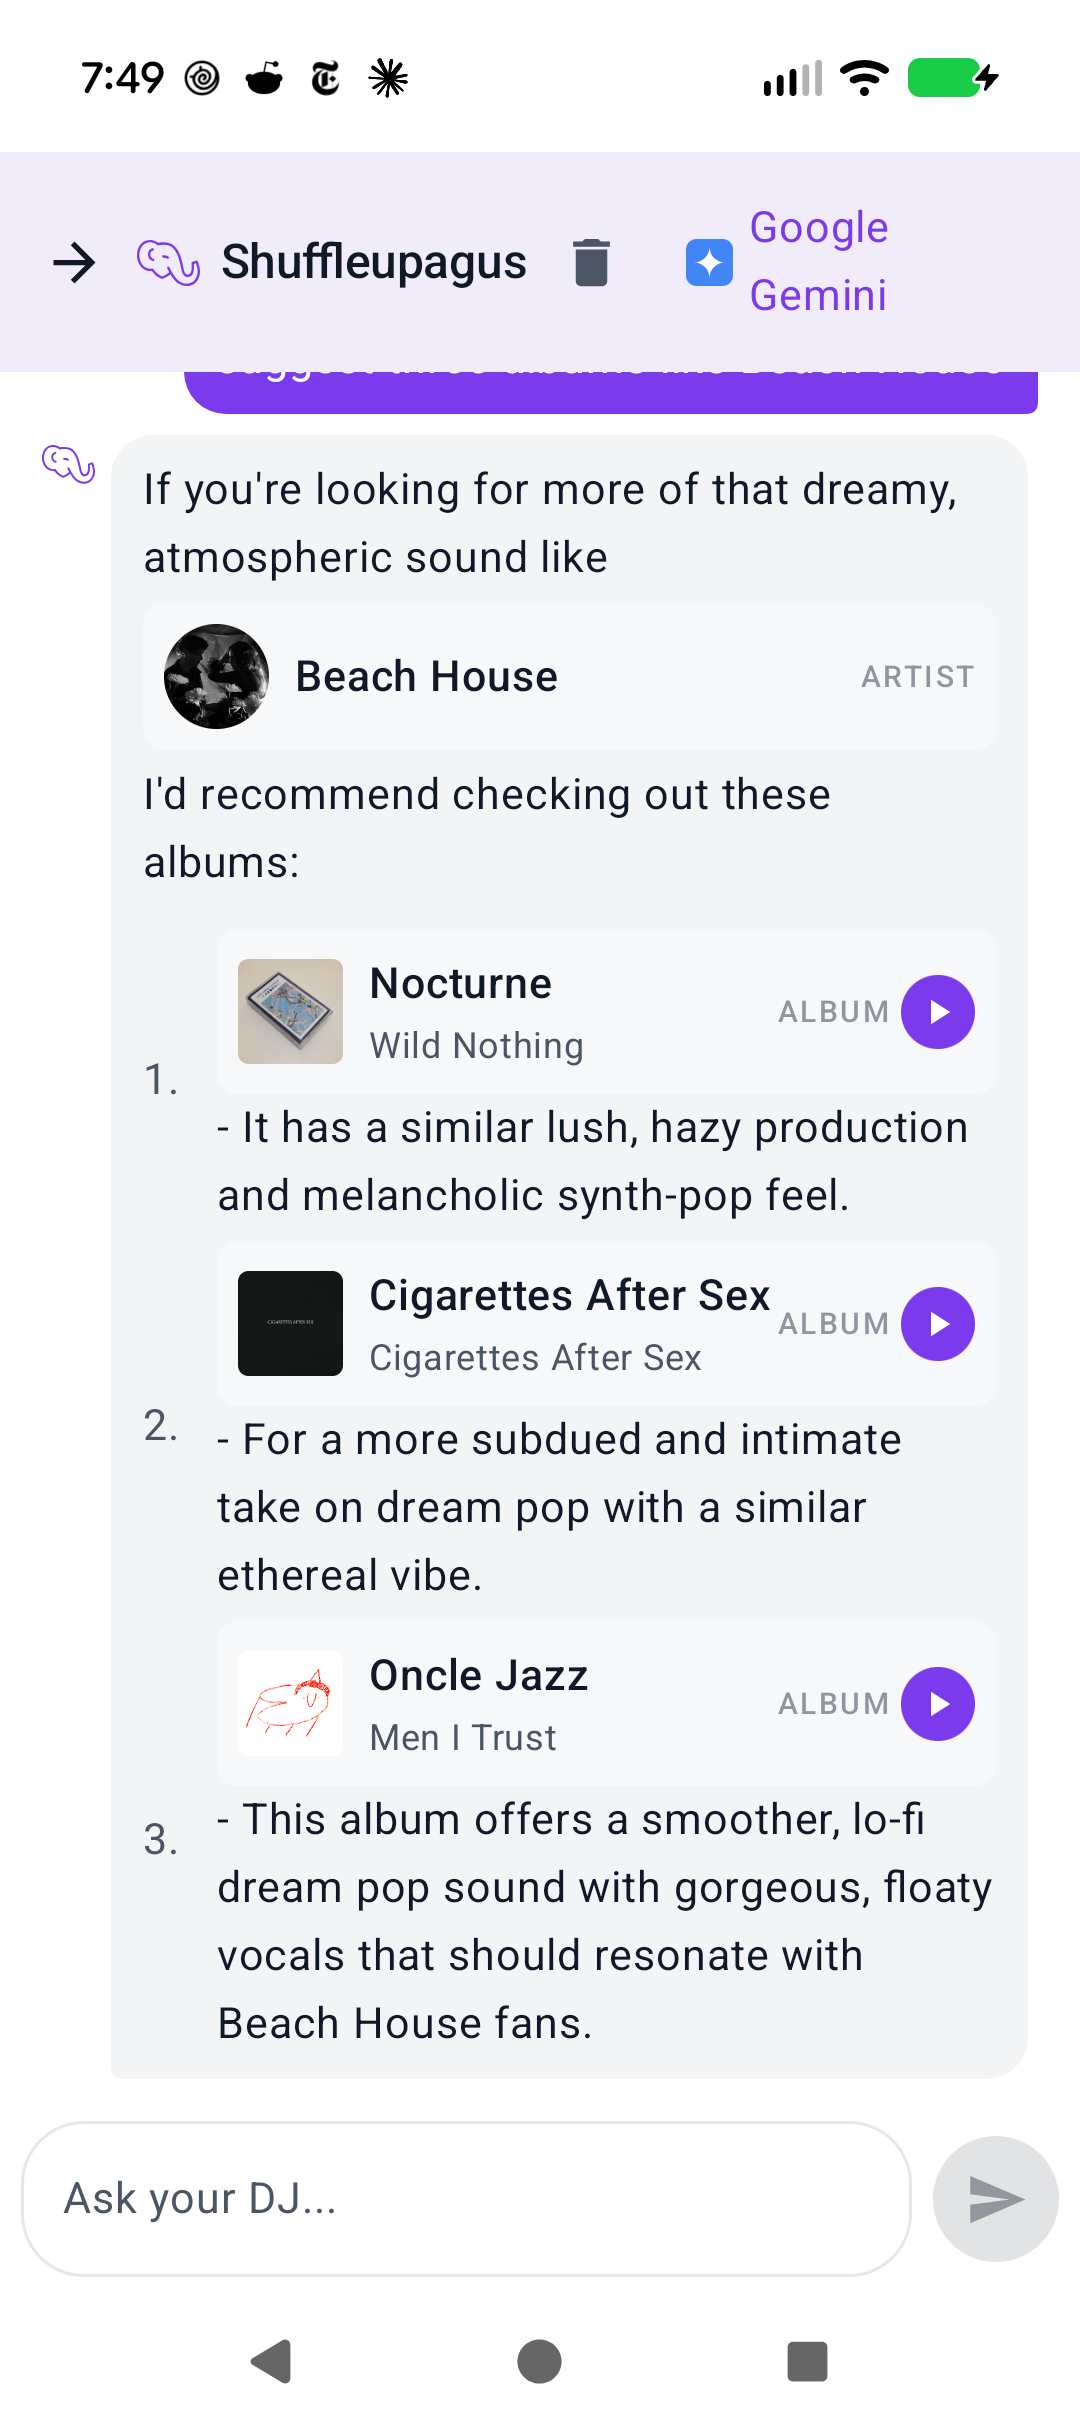 7:49
Shuffleupagus
Google
Gemini
If you're looking for more of that dreamy,
atmospheric sound like
Beach House
ARTIST
I'd recommend checking out these
albums:
1.
Nocturne
Wild Nothing
ALBUM
- It has a similar lush, hazy production
and melancholic synth-pop feel.
2.
CIGARETTES AFTER SEX
Cigarettes After Sex
Cigarettes After Sex
ALBUM
- For a more subdued and intimate
take on dream pop with a similar
ethereal vibe.
3.
Oncle Jazz
Men I Trust
ALBUM
- This album offers a smoother, lo-fi
dream pop sound with gorgeous, floaty
vocals that should resonate with
Beach House fans.
Ask your DJ...